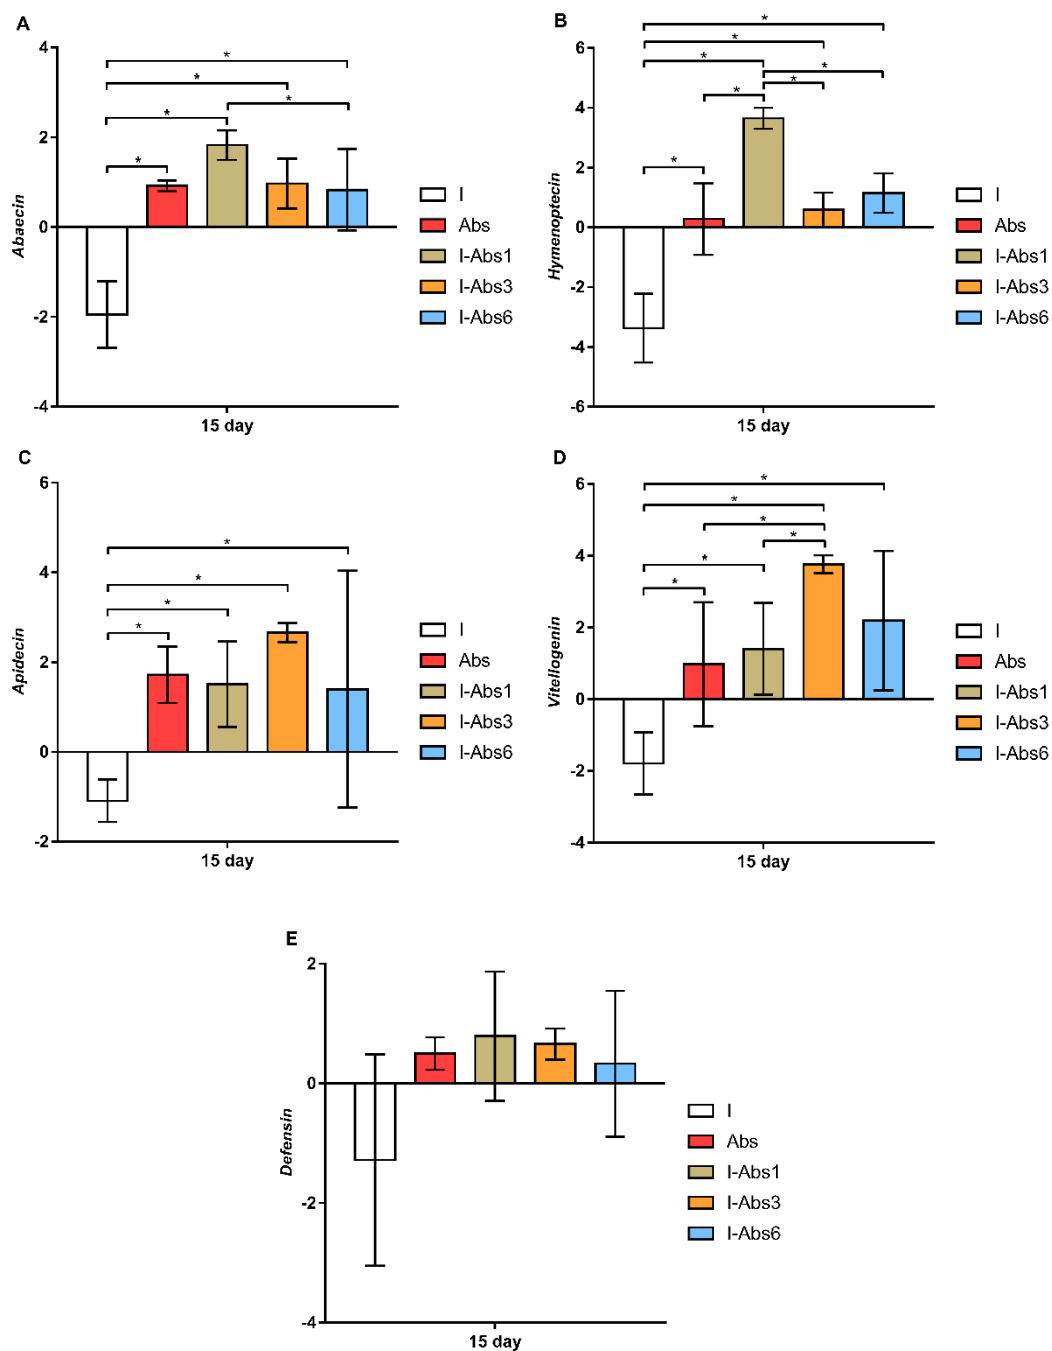 A
4
2
0
-2
-4
Abaecin
*
*
*
*
*
15 day
I
Abs
I-Abs1
I-Abs3
I-Abs6
B
6
4
2
0
-2
-4
-6
Hymenoptecin
*
*
*
*
*
*
*
15 day
I
Abs
I-Abs1
I-Abs3
I-Abs6
C
6
4
2
0
-2
Apidecin
*
*
*
*
15 day
I
Abs
I-Abs1
I-Abs3
I-Abs6
D
6
4
2
0
-2
-4
Vitellogenin
*
*
*
*
*
*
15 day
I
Abs
I-Abs1
I-Abs3
I-Abs6
E
2
0
-2
-4
Defensin
15 day
I
Abs
I-Abs1
I-Abs3
I-Abs6